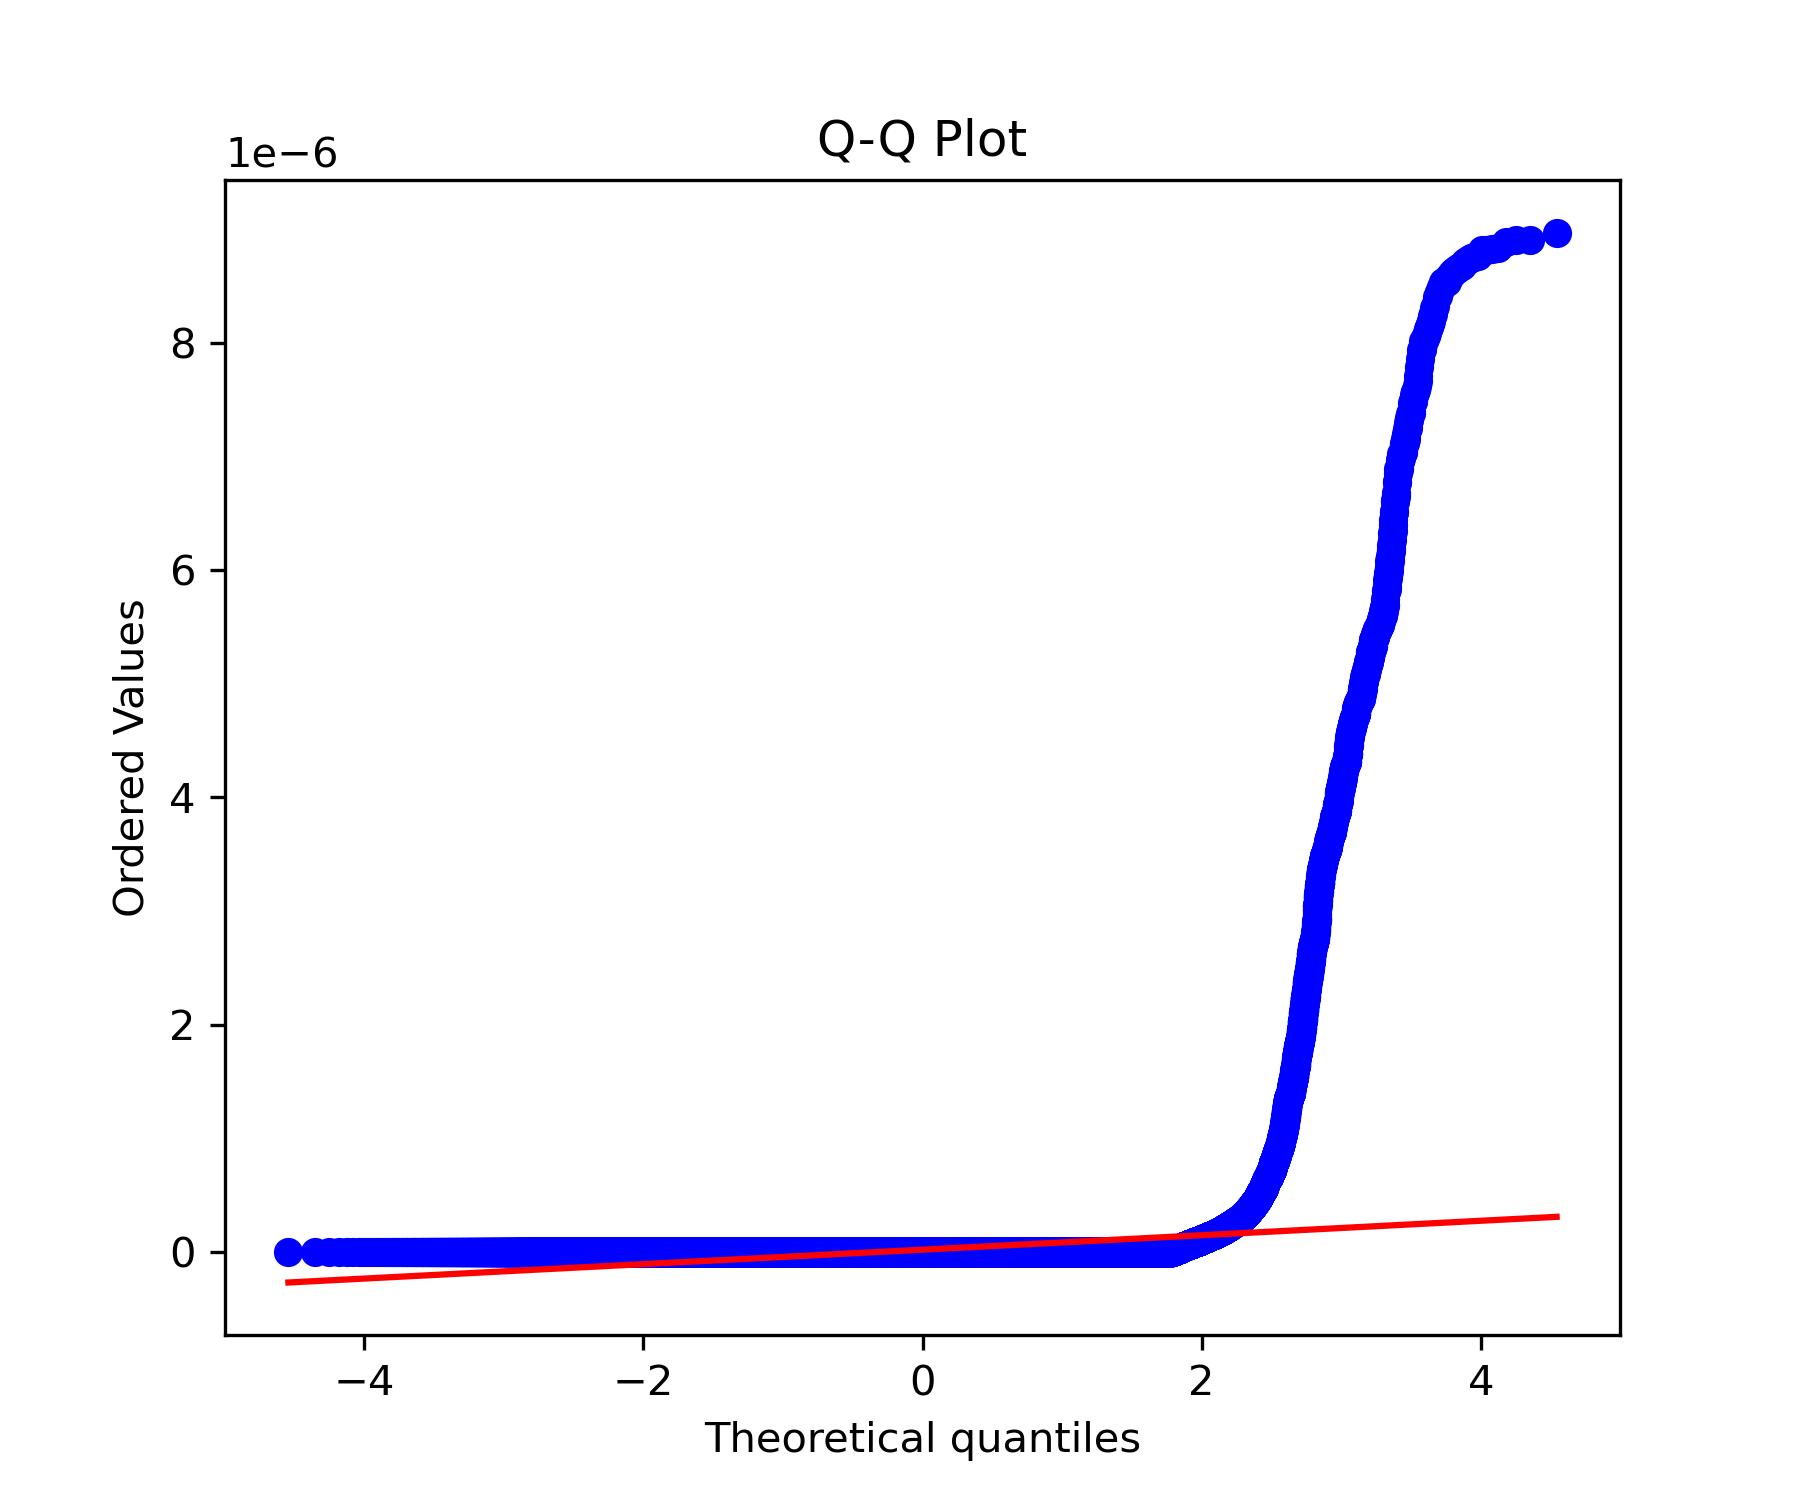 Q-Q Plot
1e−6
8
6
4
2
0
Ordered Values
−4 −2 0 2 4
Theoretical quantiles